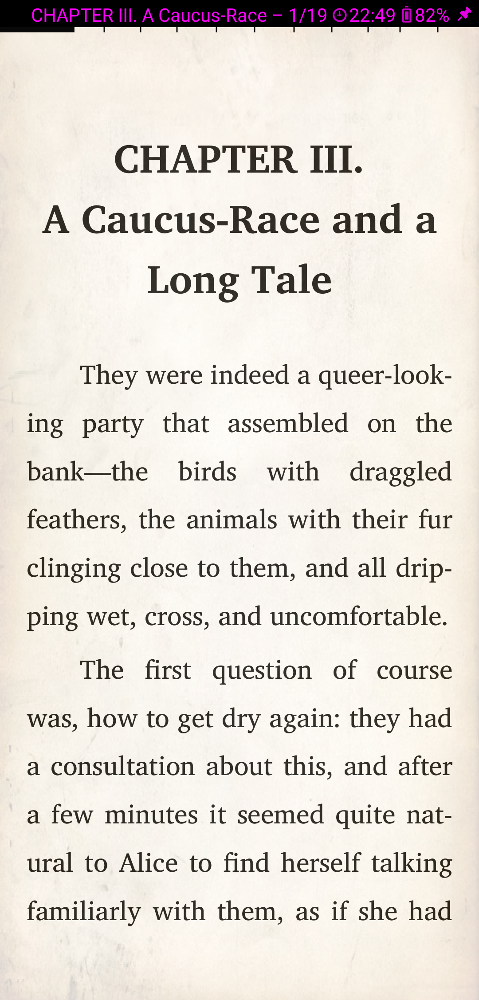 CHAPTER III. A Caucus-Race – 1/19 22:49 82%
CHAPTER III.
A Caucus-Race and a
Long Tale
They were indeed a queer-look-
ing party that assembled on the
bank—the birds with draggled
feathers, the animals with their fur
clinging close to them, and all drip-
ping wet, cross, and uncomfortable.
The first question of course
was, how to get dry again: they had
a consultation about this, and after
a few minutes it seemed quite nat-
ural to Alice to find herself talking
familiarly with them, as if she had